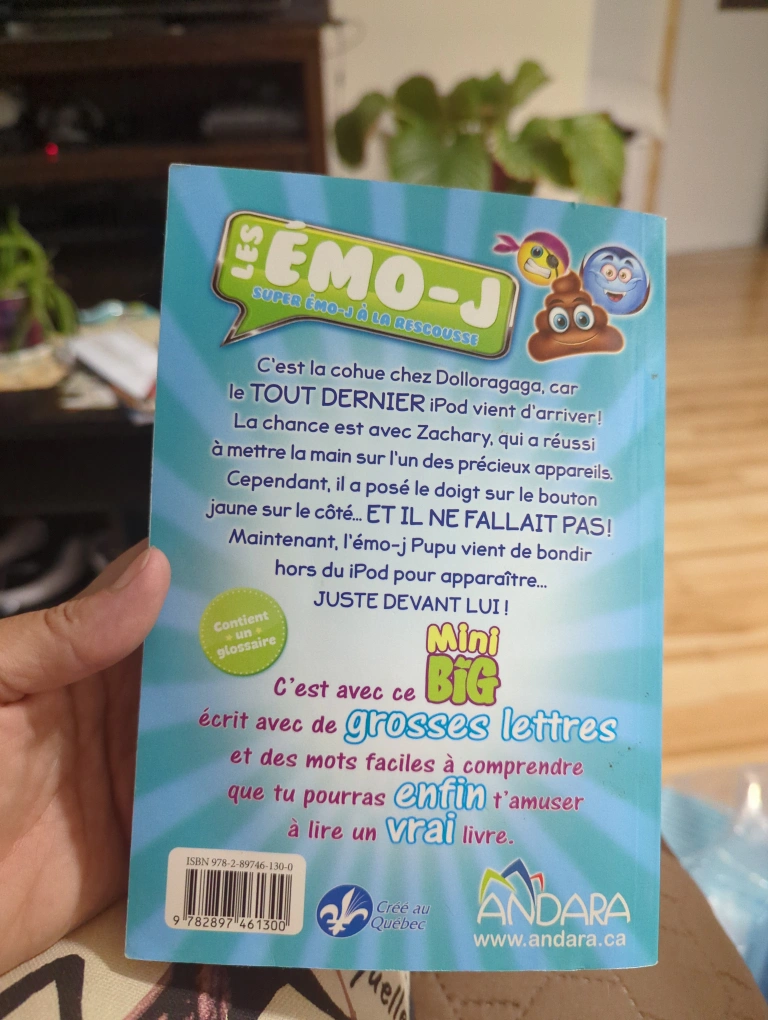 LES ÉMO-J
SUPER ÉMO-J À LA RESCOUSSE
C'est la cohue chez Dolloragaga, car
le TOUT DERNIER iPod vient d'arriver!
La chance est avec Zachary, qui a réussi
à mettre la main sur l'un des précieux appareils.
Cependant, il a posé le doigt sur le bouton
jaune sur le côté... ET IL NE FALLAIT PAS!
Maintenant, l'émo-j Pupu vient de bondir
hors du iPod pour apparaître...
JUSTE DEVANT LUI!
Contient
un
glossaire
C'est avec ce Mini BIG
écrit avec de grosses lettres
et des mots faciles à comprendre
que tu pourras enfin t'amuser
à lire un vrai livre.
ISBN 978-2-89746-130-0
9 782897 461300
Créé au
Québec
ANDARA
www.andara.ca